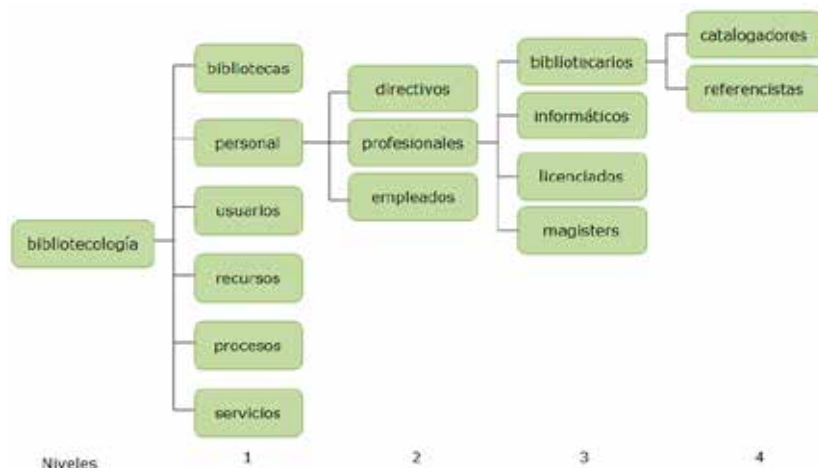 bibliotecología
bibliotecas
personal
usuarios
recursos
procesos
servicios
directivos
profesionales
empleados
bibliotecarios
informáticos
licenciados
magisters
catalogadores
referencistas
Niveles 1 2 3 4